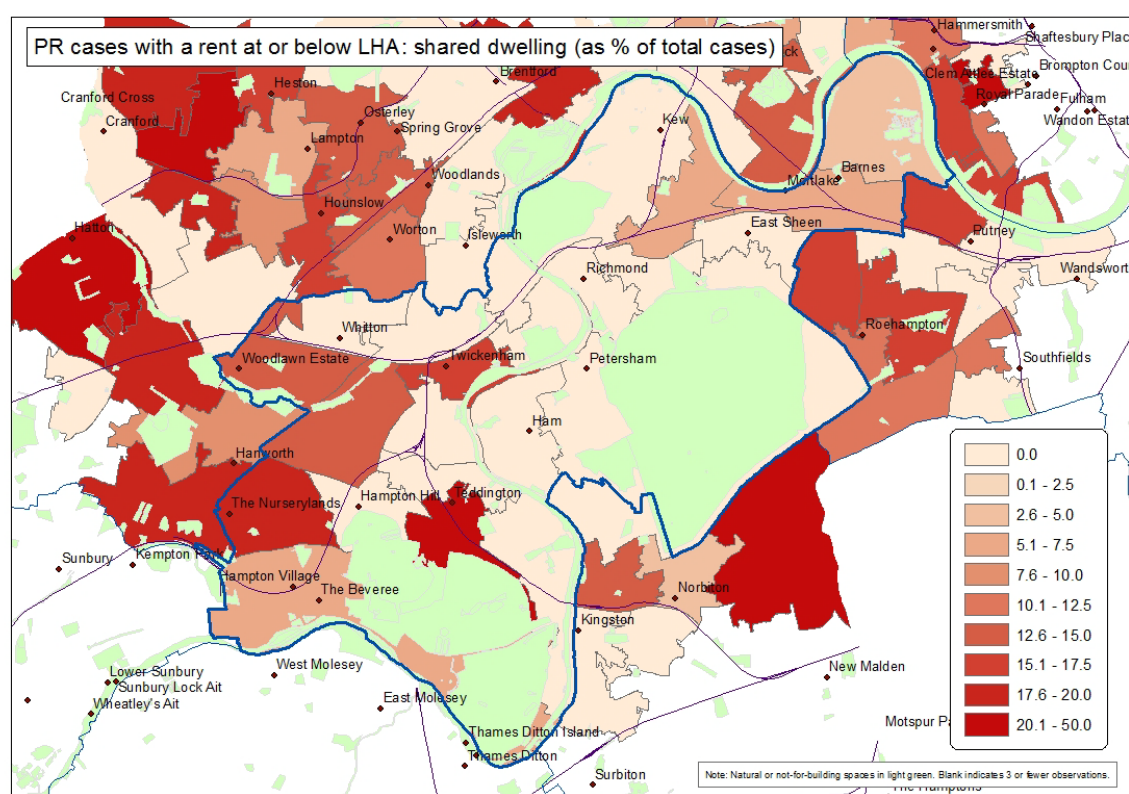 PR cases with a rent at or below LHA: shared dwelling (as % of total cases)
Hammersmith
Shaftesbury Plac
Brentford
ck
Brompton Cour
Heston
Clem Attlee Estate
Cranford Cross
Royal Parade
Fulham
Osterley
Cranford
Spring Grove
Kew
Wandon Estate
Lampton
Woodlands
Barnes
Mortlake
Hounslow
Hatton
Worton
Isleworth
East Sheen
Putney
Richmond
Wandsworth
Whitton
Roehampton
Woodlawn Estate
Twickenham
Petersham
Southfields
Ham
Hanworth
The Nurserylands
Hampton Hill
Teddington
Sunbury
Kempton Park
Hampton Village
The Beveree
Norbiton
Kingston
Lower Sunbury
West Molesey
New Malden
Sunbury Lock Ait
Wheatley's Ait
East Molesey
Motspur Pa
Thames Ditton Island
Thames Ditton
Surbiton
The Hamptons
0.0
0.1 - 2.5
2.6 - 5.0
5.1 - 7.5
7.6 - 10.0
10.1 - 12.5
12.6 - 15.0
15.1 - 17.5
17.6 - 20.0
20.1 - 50.0
Note: Natural or not-for-building spaces in light green. Blank indicates 3 or fewer observations.